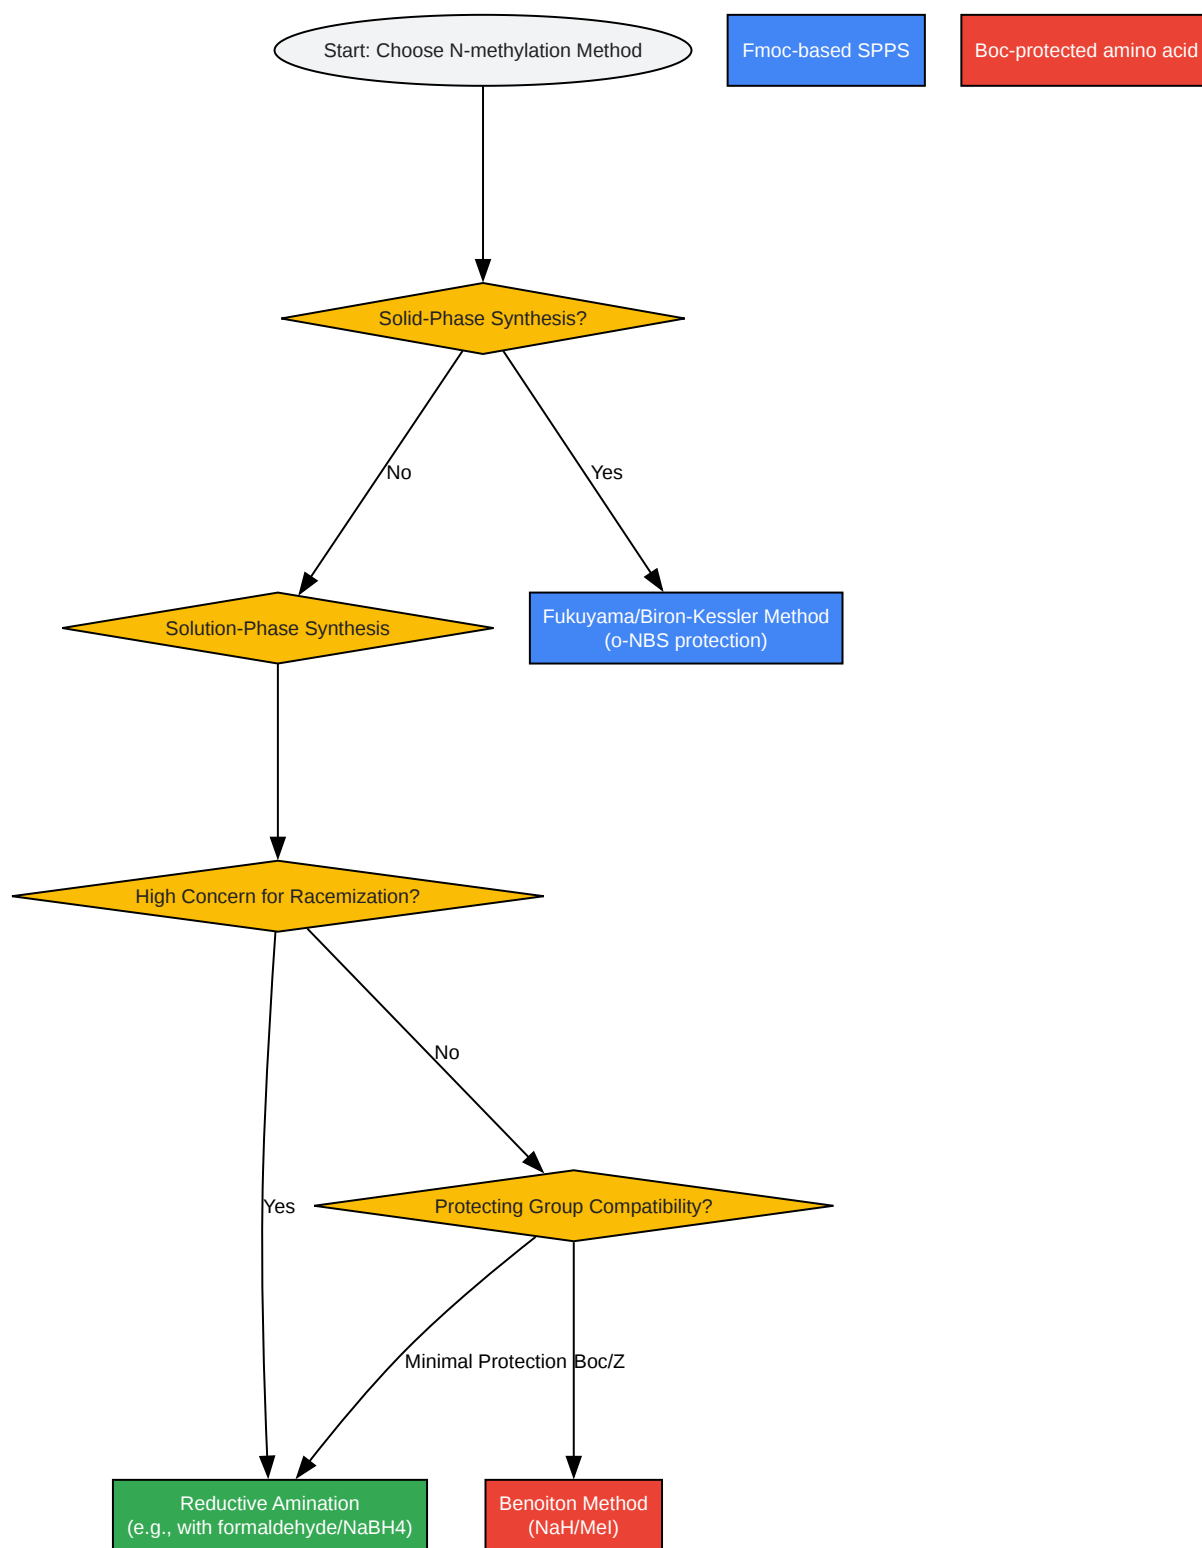 Start: Choose N-methylation Method
Fmoc-based SPPS
Boc-protected amino acid
Solid-Phase Synthesis?
No
Yes
Solution-Phase Synthesis
Fukuyama/Biron-Kessler Method
(o-NBS protection)
High Concern for Racemization?
No
Yes
Protecting Group Compatibility?
Minimal Protection
Boc/Z
Reductive Amination
(e.g., with formaldehyde/NaBH4)
Benoiton Method
(NaH/MeI)